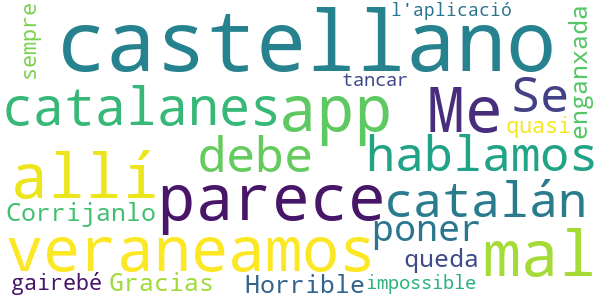 sempre
l'aplicació
castellano
enganxada
tancar
catalanes
app
Me
Se
quasi
allí
debe
hablamos
parece
catalán
Corrijanlo
poner
veraneamos
queda
mal
gairebé
Gracias
Horrible
impossible